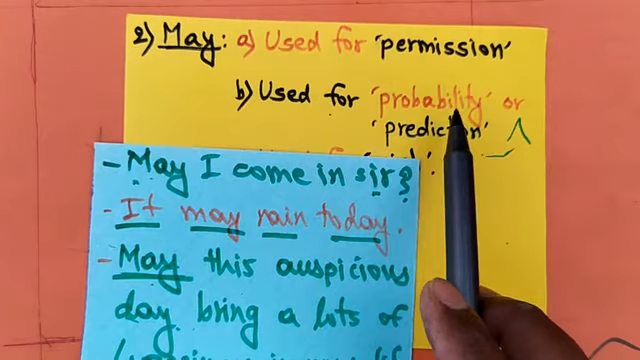 2) May: a) Used for 'permission'
b) Used for 'probability' or
'prediction'
- May I come in sir?
- It may rain today.
- May this auspicious
day bring a lots of